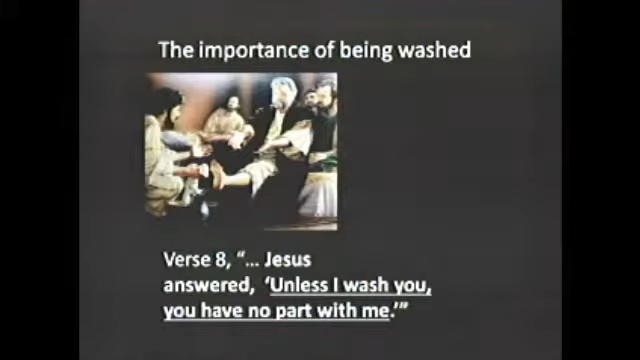 The importance of being washed
Verse 8, “... Jesus
answered, ‘Unless I wash you,
you have no part with me.’”